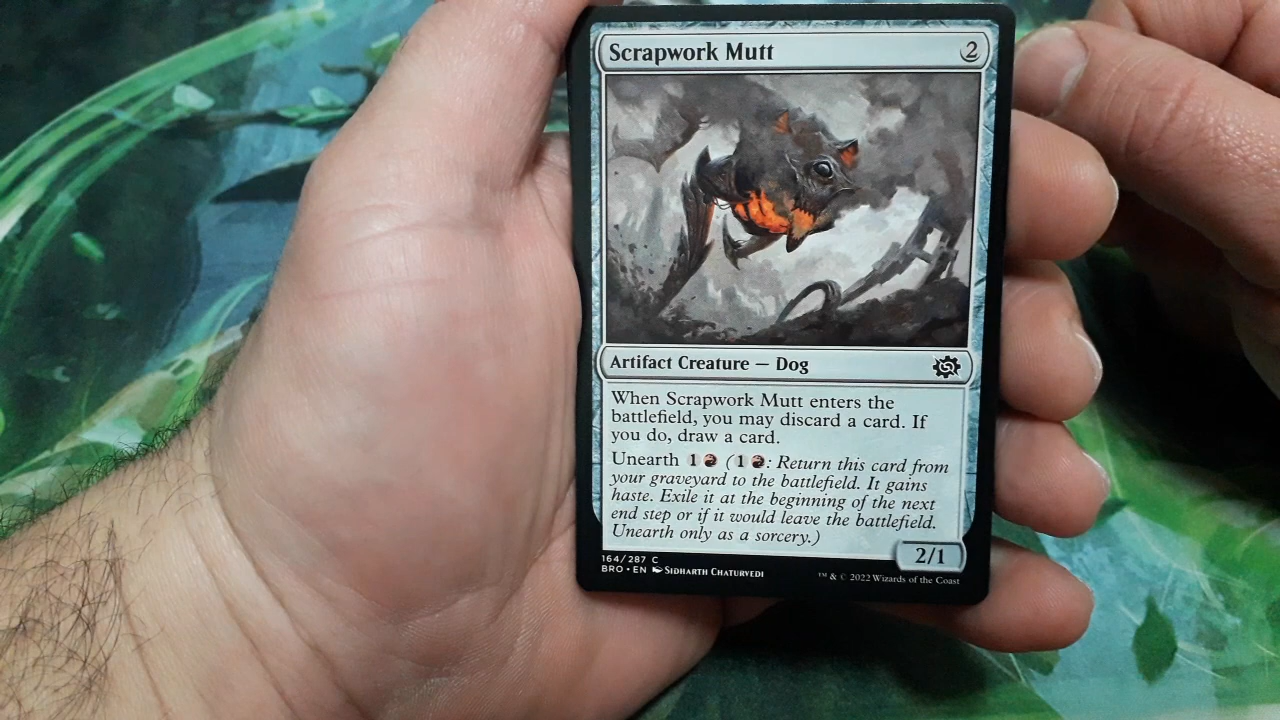 Scrapwork Mutt 2
Artifact Creature — Dog
When Scrapwork Mutt enters the
battlefield, you may discard a card. If
you do, draw a card.
Unearth 1 (1 : Return this card from
your graveyard to the battlefield. It gains
haste. Exile it at the beginning of the next
end step or if it would leave the battlefield.
Unearth only as a sorcery.)
2/1
164/287 C
BRO • EN Sidharth Chaturvedi
™ & © 2022 Wizards of the Coast